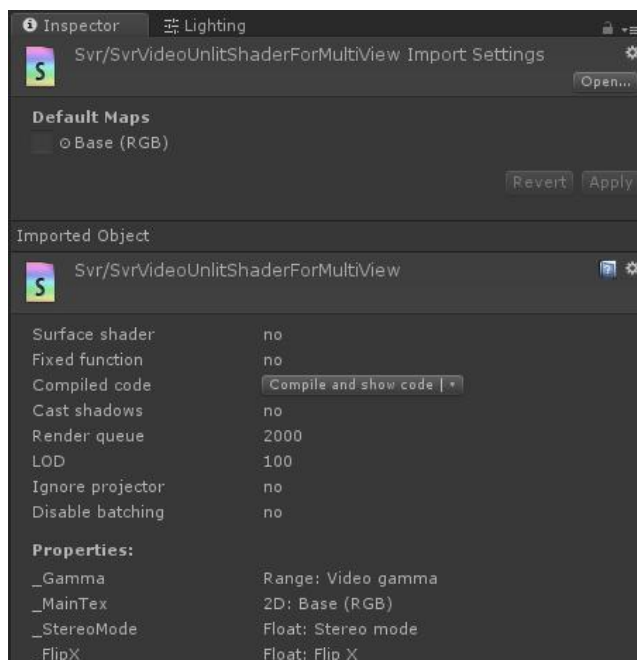 Inspector Lighting
Svr/SvrVideoUnlitShaderForMultiView Import Settings
Open...
Default Maps
Base (RGB)
Revert Apply
Imported Object
Svr/SvrVideoUnlitShaderForMultiView
Surface shader no
Fixed function no
Compiled code Compile and show code
Cast shadows no
Render queue 2000
LOD 100
Ignore projector no
Disable batching no
Properties:
_Gamma Range: Video gamma
_MainTex 2D: Base (RGB)
_StereoMode Float: Stereo mode
_FlipX Float: Flip X